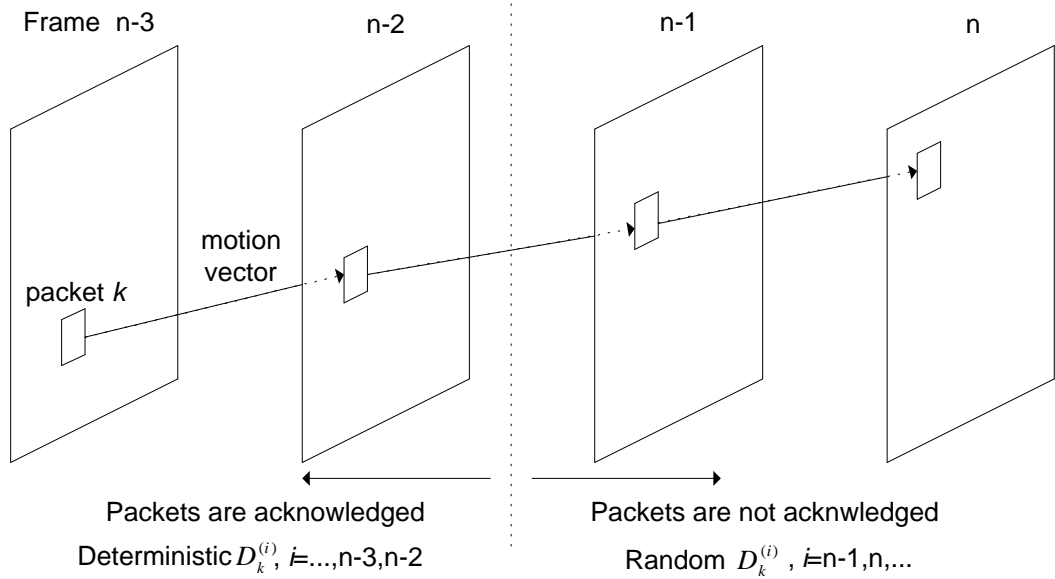 Frame n-3 n-2 n-1 n
motion
vector
packet k
Packets are acknowledged
Deterministic D_k^{(i)}, i=...,n-3,n-2
Packets are not acknwledged
Random D_k^{(i)} , i=n-1,n,...